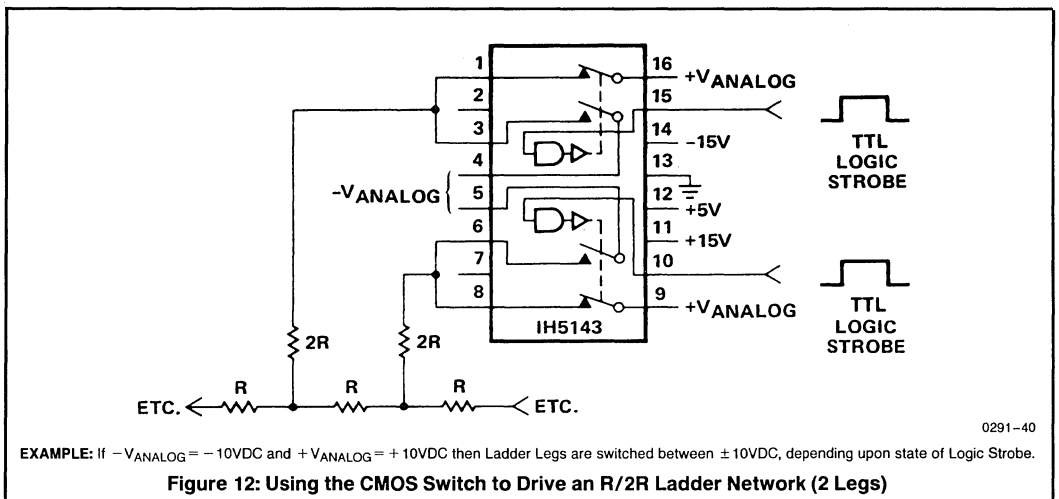 1
2
3
4
5
6
7
8
16
15
14
13
12
11
10
9
+VANALOG
-15V
-VANALOG
+5V
+15V
+VANALOG
IH5143
TTL
LOGIC
STROBE
TTL
LOGIC
STROBE
2R
2R
R
R
R
ETC.
ETC.
0291-40
EXAMPLE: If −VANALOG = −10VDC and +VANALOG = +10VDC then Ladder Legs are switched between ±10VDC, depending upon state of Logic Strobe.
Figure 12: Using the CMOS Switch to Drive an R/2R Ladder Network (2 Legs)